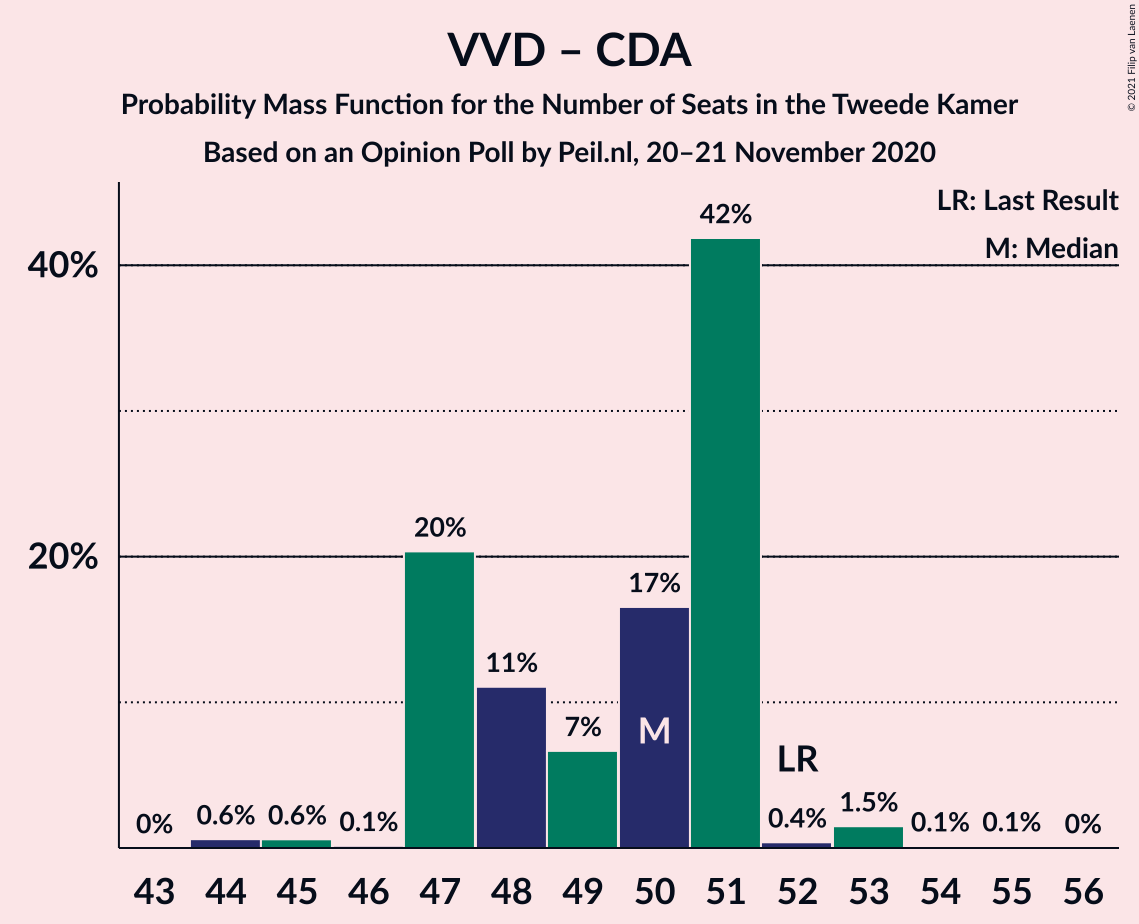 © 2021 Filip van Laenen
VVD – CDA
Probability Mass Function for the Number of Seats in the Tweede Kamer
Based on an Opinion Poll by Peil.nl, 20–21 November 2020
LR: Last Result
M: Median
40%
20%
0%
0.6%
0.6%
0.1%
20%
11%
7%
17%
M
42%
LR
0.4%
1.5%
0.1%
0.1%
0%
43 44 45 46 47 48 49 50 51 52 53 54 55 56